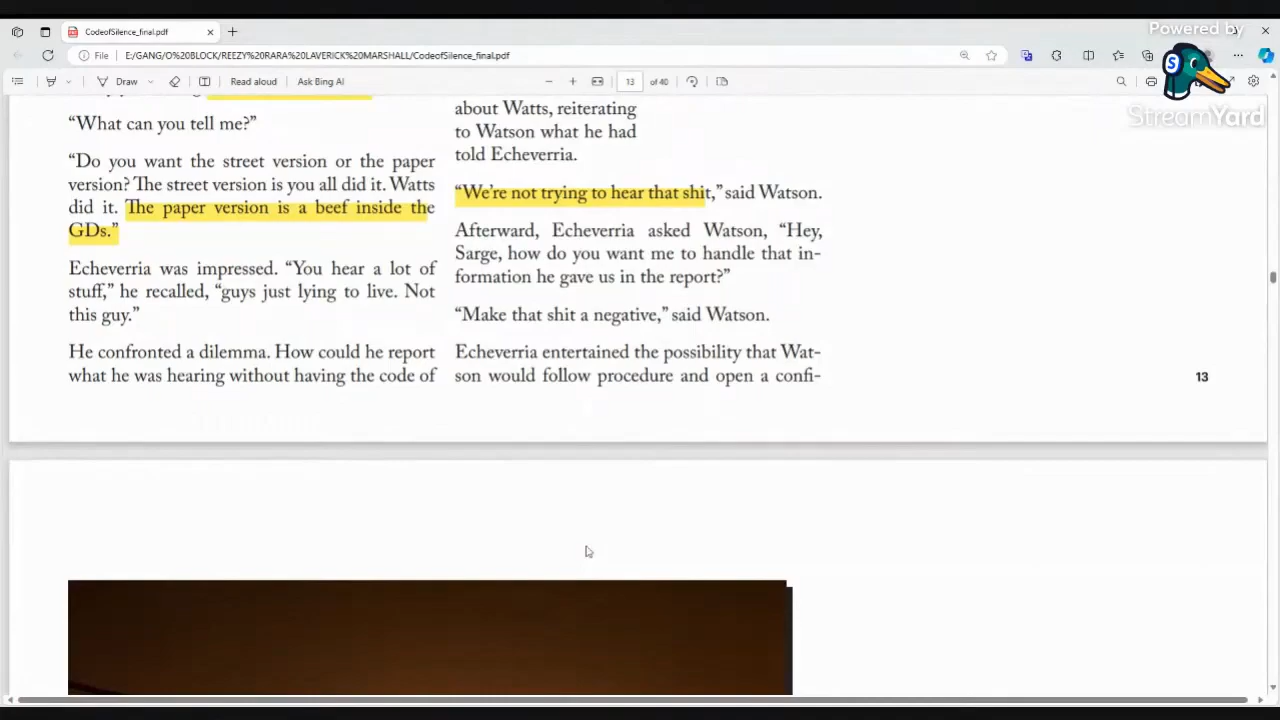 Powered by
CodeofSilence_final.pdf
File
E:/GANG/O%20BLOCK/REEZY%20RARA%20LAVERICK%20MARSHALL/CodeofSilence_final.pdf
Draw
Read aloud
Ask Bing AI
13
of 40
StreamYard
“What can you tell me?”
“Do you want the street version or the paper
version? The street version is you all did it. Watts
did it. The paper version is a beef inside the
GDs.”
Echeverria was impressed. “You hear a lot of
stuff,” he recalled, “guys just lying to live. Not
this guy.”
He confronted a dilemma. How could he report
what he was hearing without having the code of
about Watts, reiterating
to Watson what he had
told Echeverria.
“We’re not trying to hear that shit,” said Watson.
Afterward, Echeverria asked Watson, “Hey,
Sarge, how do you want me to handle that in-
formation he gave us in the report?”
“Make that shit a negative,” said Watson.
Echeverria entertained the possibility that Wat-
son would follow procedure and open a confi-
13